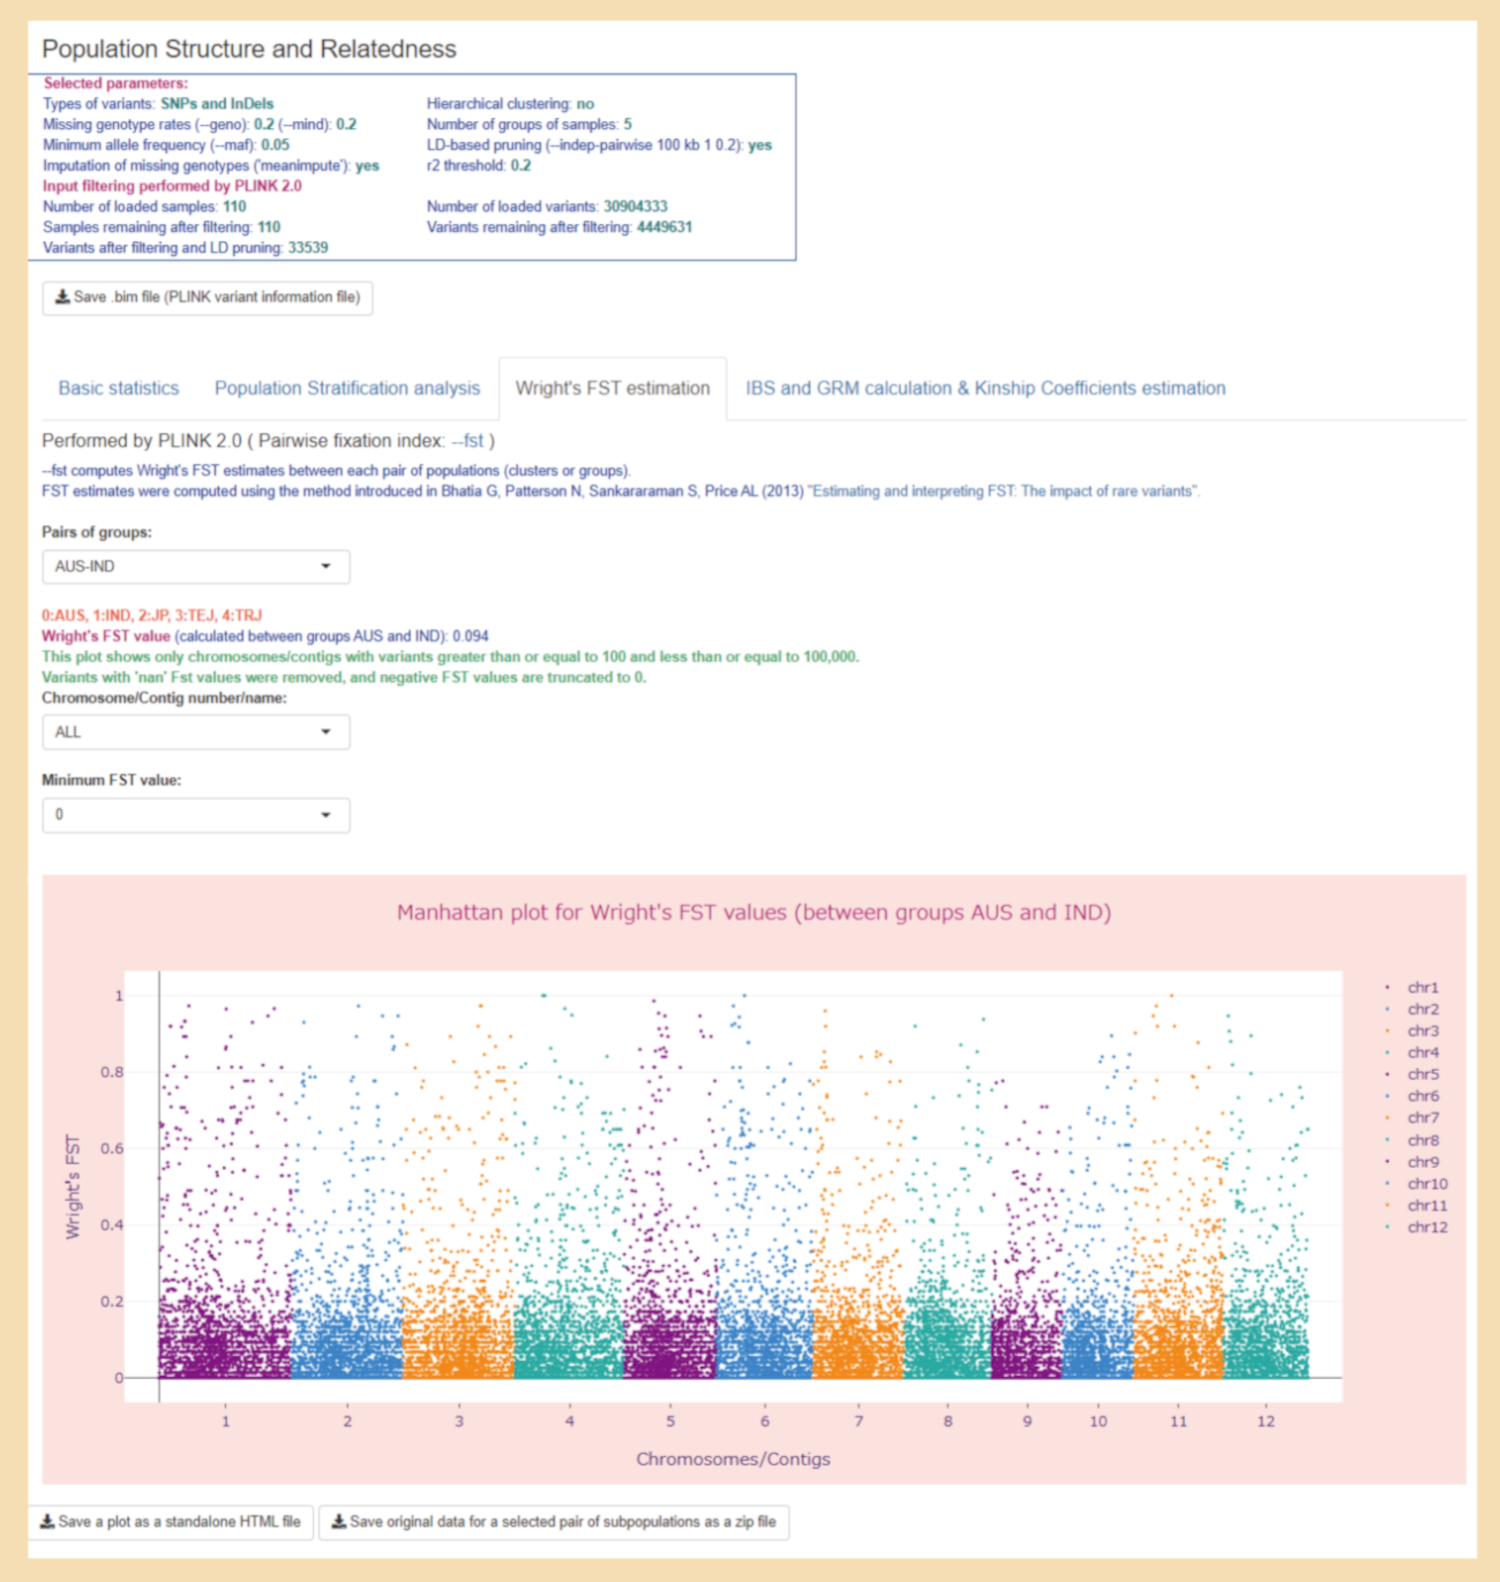 Population Structure and Relatedness
Selected parameters:
Types of variants: SNPs and InDels
Hierarchical clustering: no
Missing genotype rates (--geno): 0.2 (--mind): 0.2
Number of groups of samples: 5
Minimum allele frequency (--maf): 0.05
LD-based pruning (--indep-pairwise 100 kb 1 0.2): yes
Imputation of missing genotypes ('meanimpute'): yes
r2 threshold: 0.2
Input filtering performed by PLINK 2.0
Number of loaded samples: 110
Number of loaded variants: 30904333
Samples remaining after filtering: 110
Variants remaining after filtering: 4449631
Variants after filtering and LD pruning: 33539
Save .bim file (PLINK variant information file)
Basic statistics
Population Stratification analysis
Wright's FST estimation
IBS and GRM calculation & Kinship Coefficients estimation
Performed by PLINK 2.0 ( Pairwise fixation index: --fst )
--fst computes Wright's FST estimates between each pair of populations (clusters or groups).
FST estimates were computed using the method introduced in Bhatia G, Patterson N, Sankararaman S, Price AL (2013) "Estimating and interpreting FST: The impact of rare variants".
Pairs of groups:
AUS-IND
0:AUS, 1:IND, 2:JP, 3:TEJ, 4:TRJ
Wright's FST value (calculated between groups AUS and IND): 0.094
This plot shows only chromosomes/contigs with variants greater than or equal to 100 and less than or equal to 100,000.
Variants with 'nan' Fst values were removed, and negative FST values are truncated to 0.
Chromosome/Contig number/name:
ALL
Minimum FST value:
0
Manhattan plot for Wright's FST values (between groups AUS and IND)
Wright's FST
1
0.8
0.6
0.4
0.2
0
1 2 3 4 5 6 7 8 9 10 11 12
Chromosomes/Contigs
chr1
chr2
chr3
chr4
chr5
chr6
chr7
chr8
chr9
chr10
chr11
chr12
Save a plot as a standalone HTML file
Save original data for a selected pair of subpopulations as a zip file